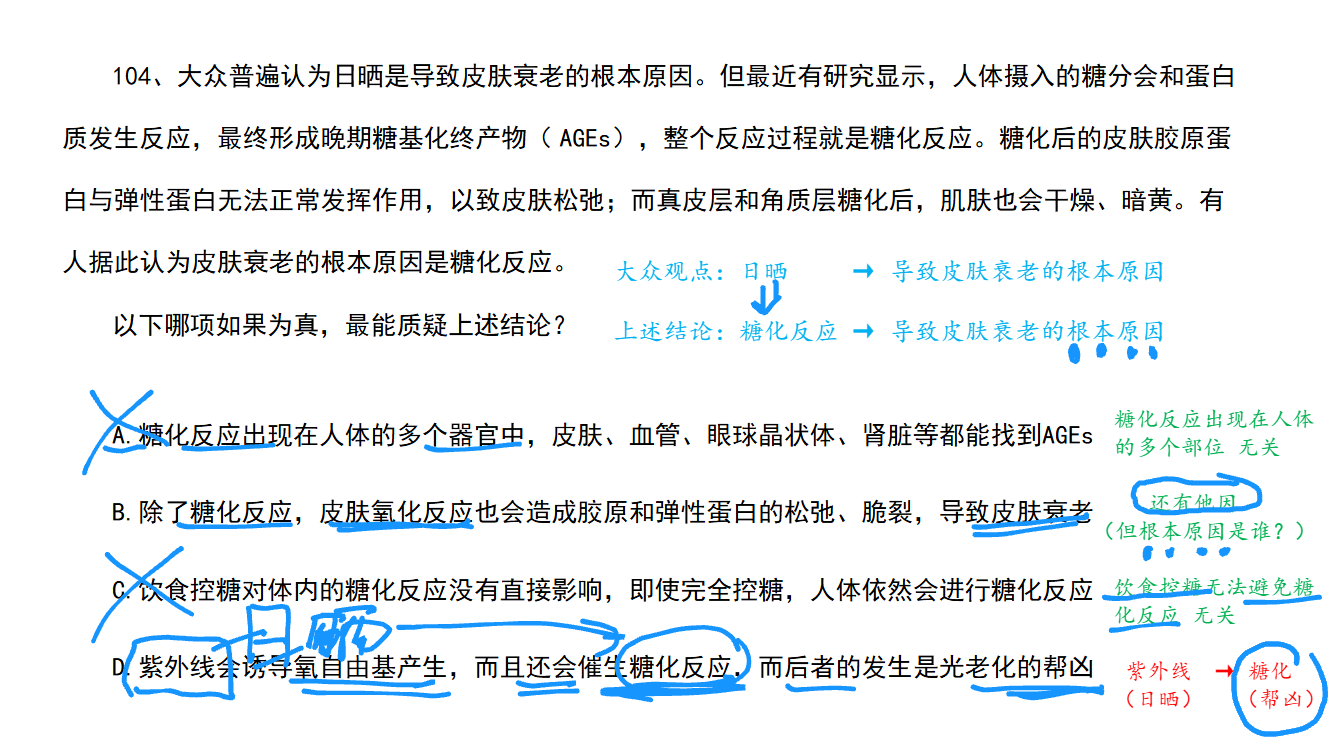 104、大众普遍认为日晒是导致皮肤衰老的根本原因。但最近有研究显示，人体摄入的糖分会和蛋白
质发生反应，最终形成晚期糖基化终产物（AGEs），整个反应过程就是糖化反应。糖化后的皮肤胶原蛋
白与弹性蛋白无法正常发挥作用，以致皮肤松弛；而真皮层和角质层糖化后，肌肤也会干燥、暗黄。有
人据此认为皮肤衰老的根本原因是糖化反应。
大众观点：日晒 → 导致皮肤衰老的根本原因
以下哪项如果为真，最能质疑上述结论？
上述结论：糖化反应 → 导致皮肤衰老的根本原因
A.糖化反应出现在人体的多个器官中，皮肤、血管、眼球晶状体、肾脏等都能找到AGEs
糖化反应出现在人体
的多个部位 无关
B.除了糖化反应，皮肤氧化反应也会造成胶原和弹性蛋白的松弛、脆裂，导致皮肤衰老
还有他因
（但根本原因是谁？）
C.饮食控糖对体内的糖化反应没有直接影响，即使完全控糖，人体依然会进行糖化反应
饮食控糖无法避免糖
化反应 无关
日晒
D.紫外线会诱导氧自由基产生，而且还会催生糖化反应，而后者的发生是光老化的帮凶
紫外线 → 糖化
（日晒） （帮凶）